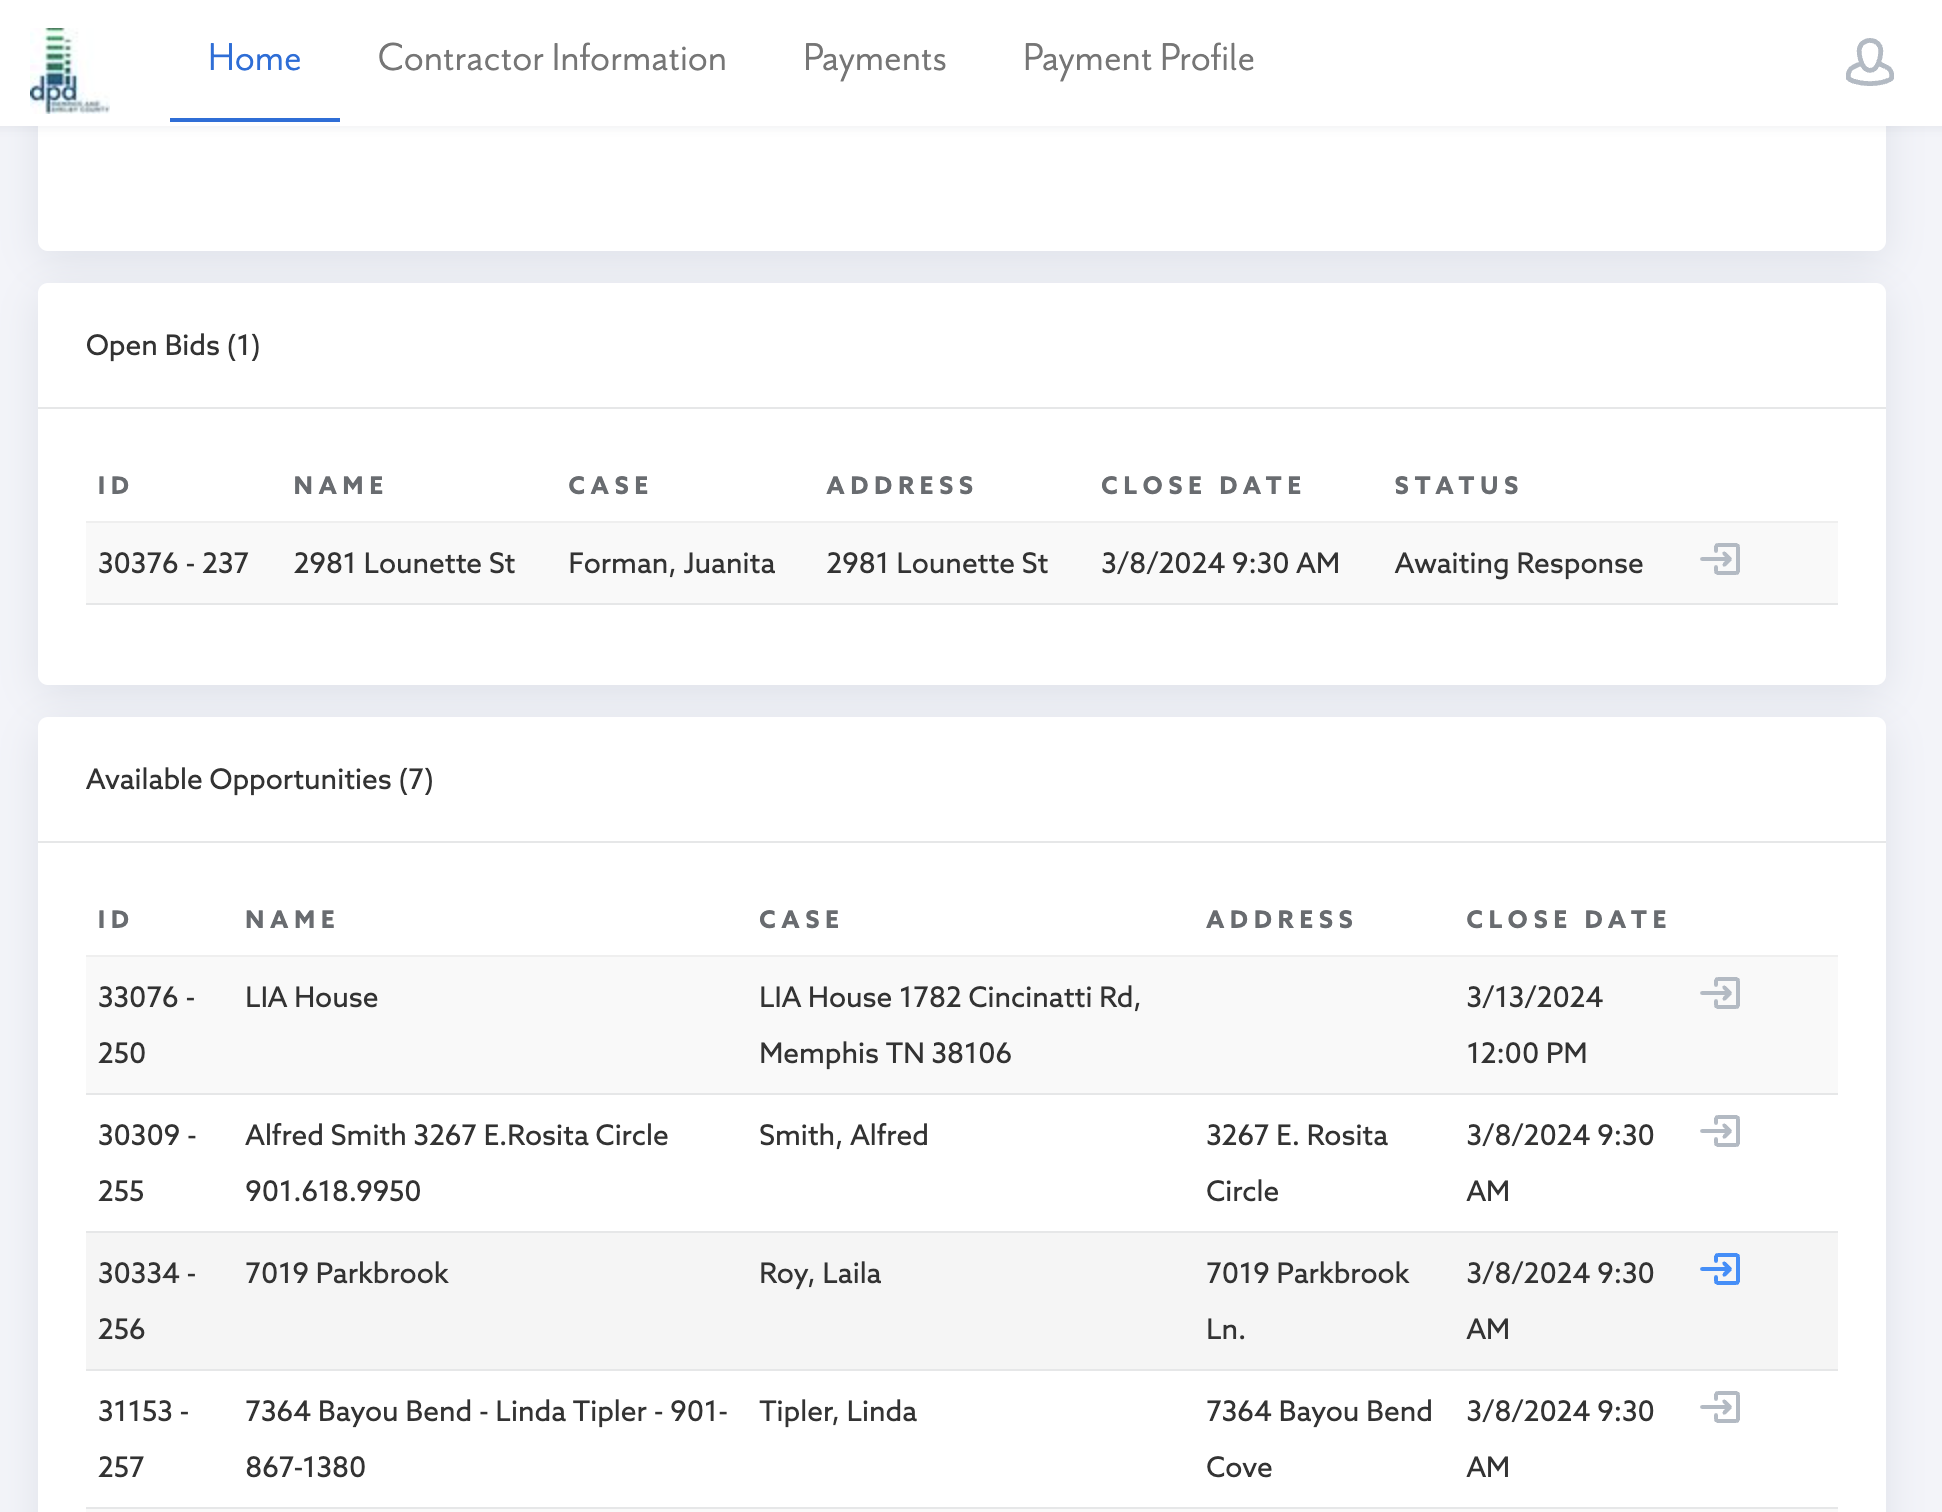 Home Contractor Information Payments Payment Profile
dpd
Open Bids (1)
ID NAME CASE ADDRESS CLOSE DATE STATUS
30376 - 237 2981 Lounette St Forman, Juanita 2981 Lounette St 3/8/2024 9:30 AM Awaiting Response
Available Opportunities (7)
ID NAME CASE ADDRESS CLOSE DATE
33076 - LIA House LIA House 1782 Cincinatti Rd, 3/13/2024
250 Memphis TN 38106 12:00 PM
30309 - Alfred Smith 3267 E.Rosita Circle Smith, Alfred 3267 E. Rosita 3/8/2024 9:30
255 901.618.9950 Circle AM
30334 - 7019 Parkbrook Roy, Laila 7019 Parkbrook 3/8/2024 9:30
256 Ln. AM
31153 - 7364 Bayou Bend - Linda Tipler - 901- Tipler, Linda 7364 Bayou Bend 3/8/2024 9:30
257 867-1380 Cove AM